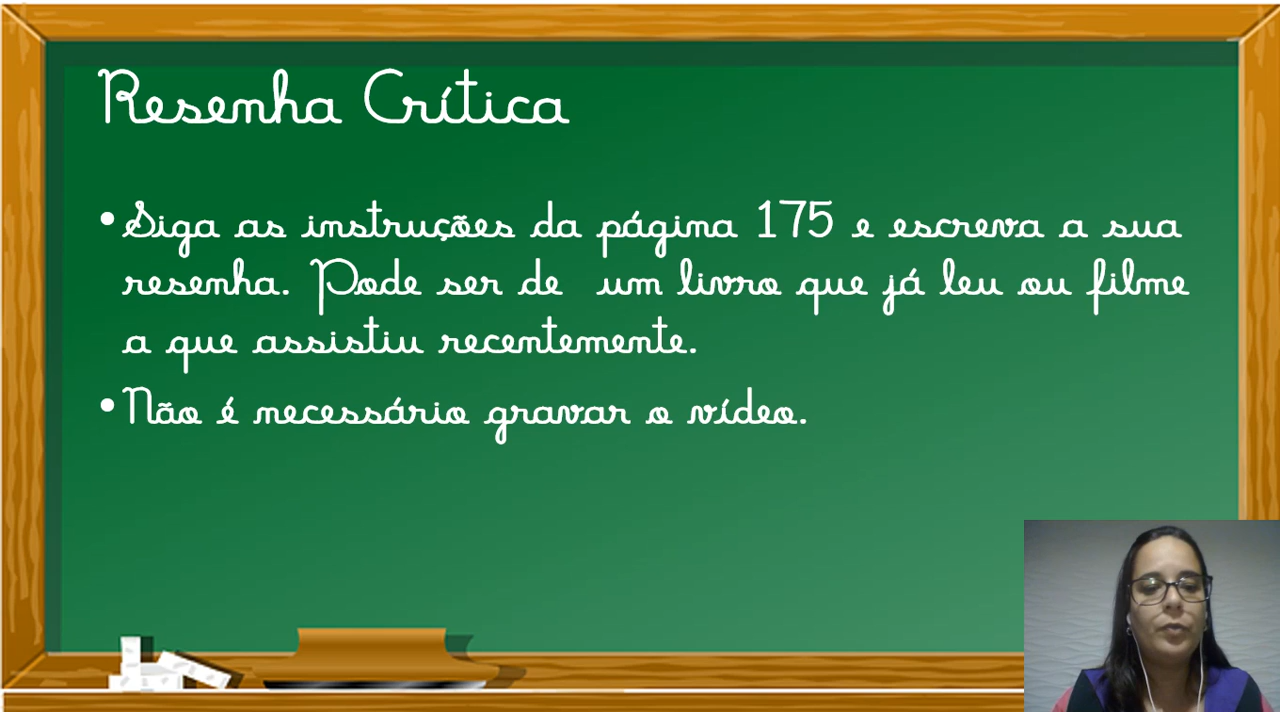 Resenha Crítica
• Siga as instruções da página 175 e escreva a sua
resenha. Pode ser de um livro que já leu ou filme
a que assistiu recentemente.
• Não é necessário gravar o vídeo.